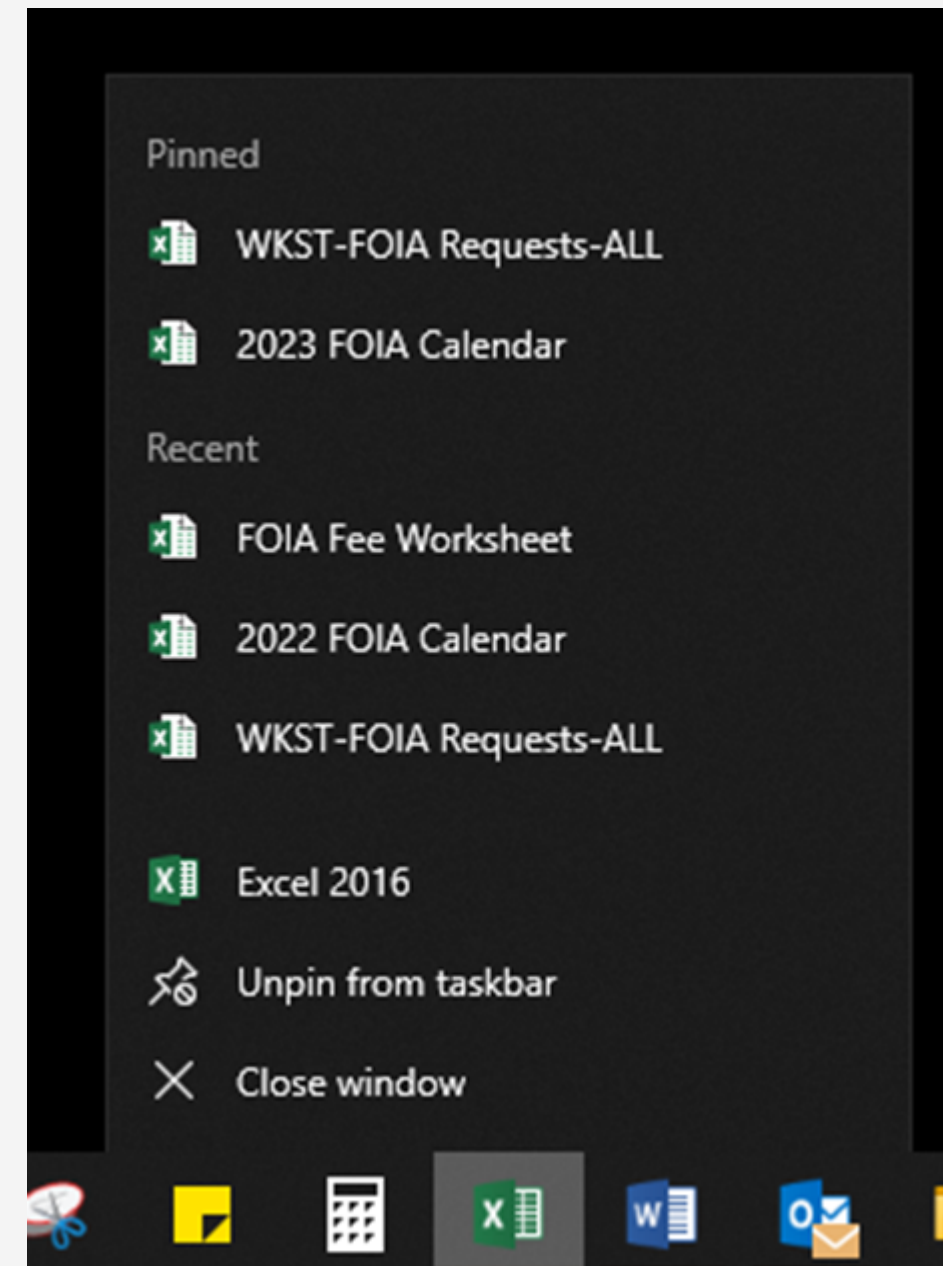 Pinned
WKST-FOIA Requests-ALL
2023 FOIA Calendar
Recent
FOIA Fee Worksheet
2022 FOIA Calendar
WKST-FOIA Requests-ALL
Excel 2016
Unpin from taskbar
Close window